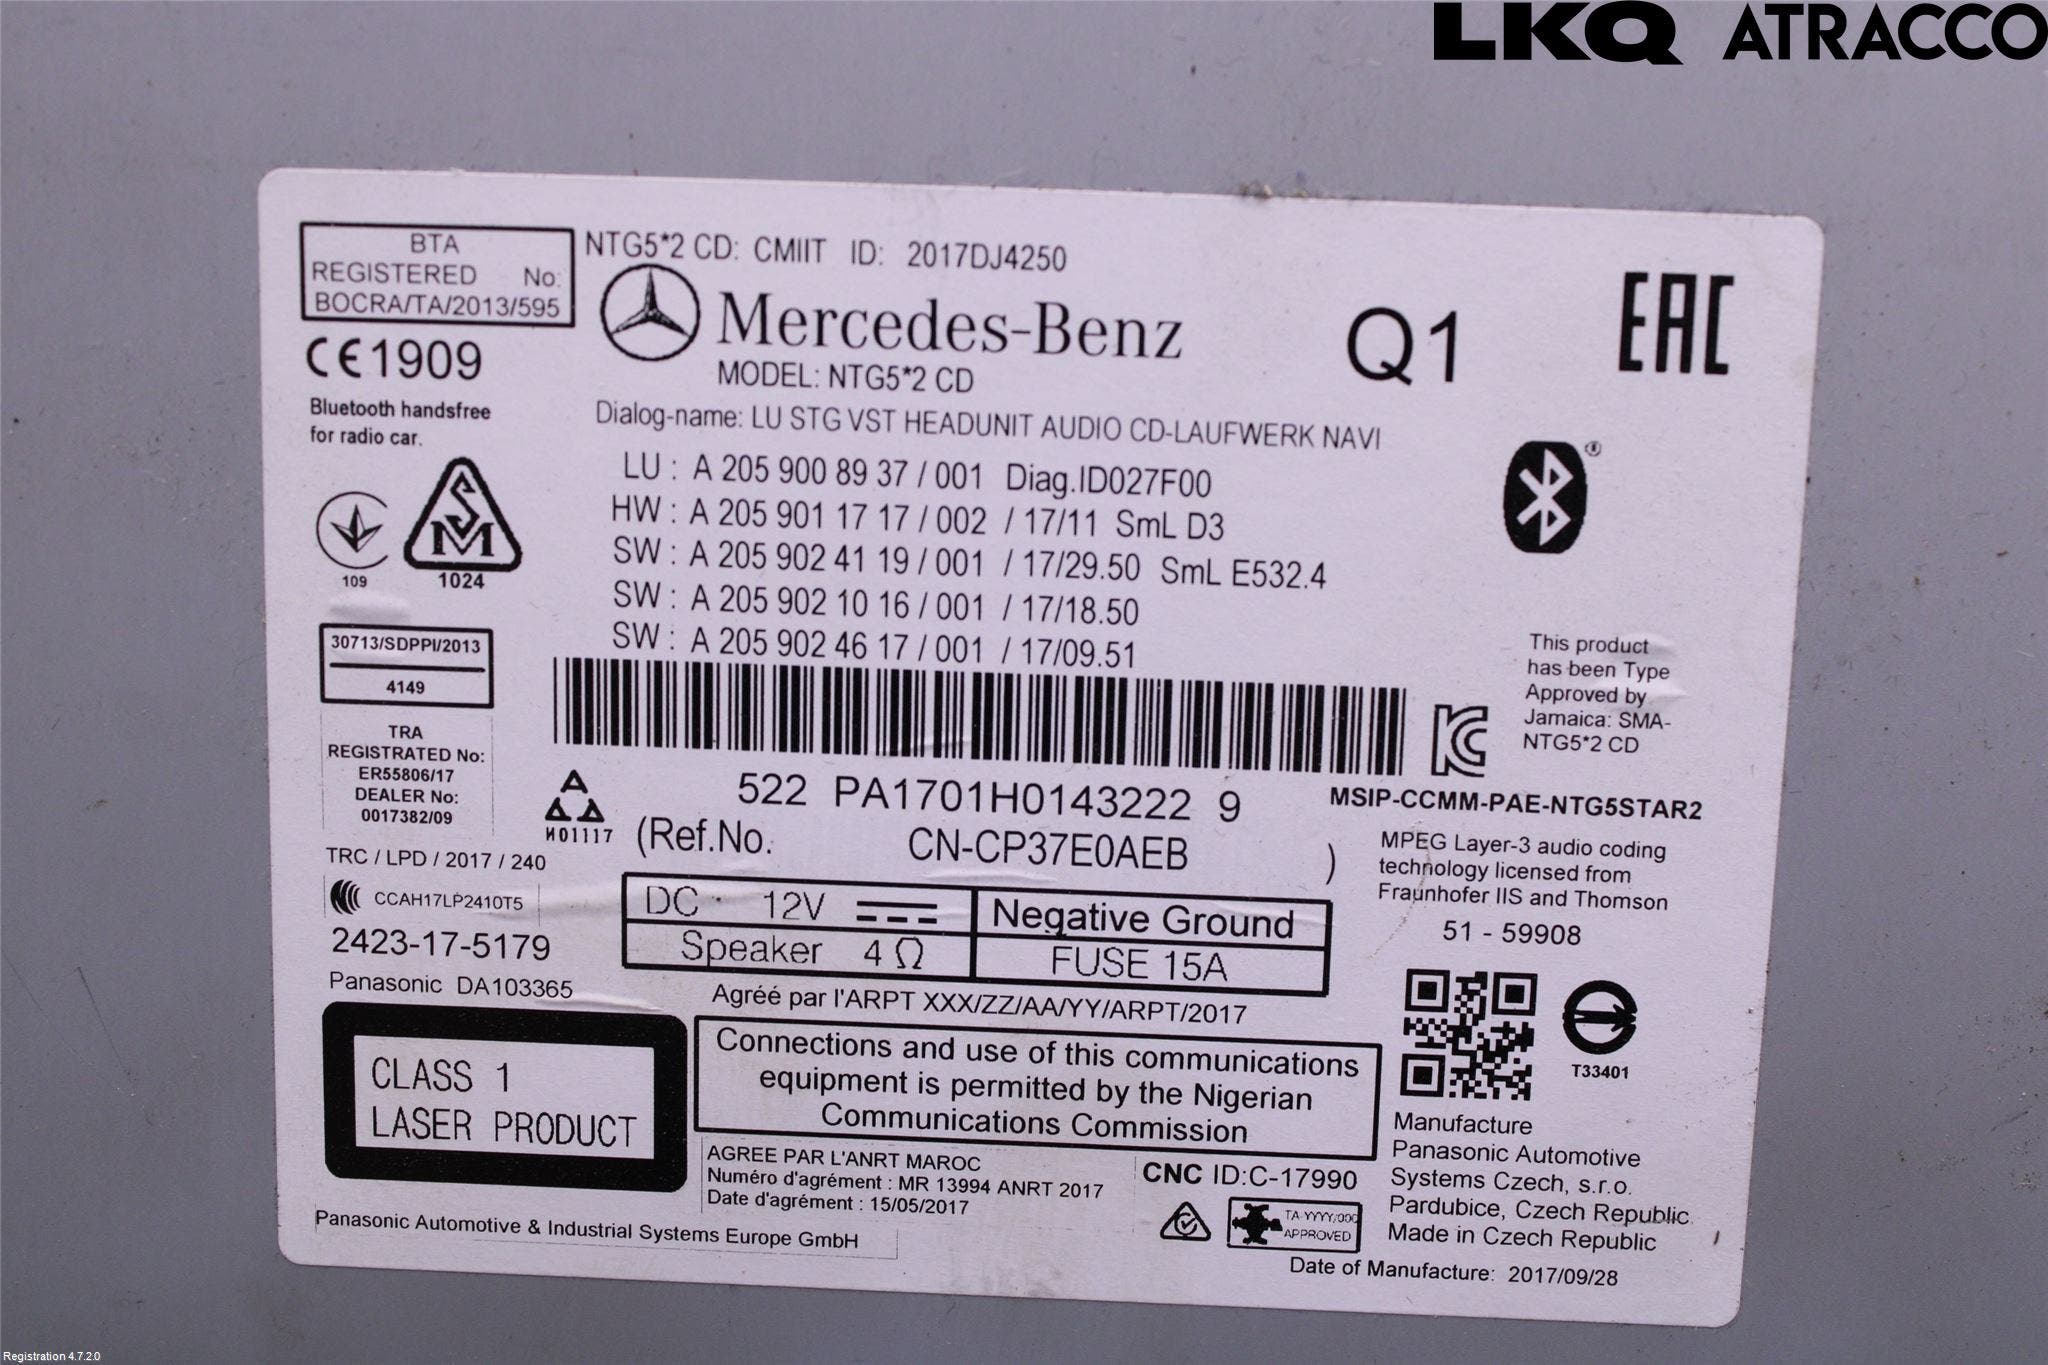 LKQ ATRACCO
BTA
REGISTERED No:
BOCRA/TA/2013/595
NTG5*2 CD: CMIIT ID: 2017DJ4250
Mercedes-Benz
MODEL: NTG5*2 CD
Q1
EAC
CE1909
Bluetooth handsfree
for radio car.
Dialog-name: LU STG VST HEADUNIT AUDIO CD-LAUFWERK NAVI
LU : A 205 900 89 37 / 001 Diag.ID027F00
HW : A 205 901 17 17 / 002 / 17/11 SmL D3
SW : A 205 902 41 19 / 001 / 17/29.50 SmL E532.4
SW : A 205 902 10 16 / 001 / 17/18.50
SW : A 205 902 46 17 / 001 / 17/09.51
109
SM
1024
30713/SDPPI/2013
4149
TRA
REGISTRATED No:
ER55806/17
DEALER No:
0017382/09
TRC / LPD / 2017 / 240
CCAH17LP2410T5
2423-17-5179
Panasonic DA103365
И01117
522 PA1701H0143222 9
(Ref.No. CN-CP37E0AEB )
This product
has been Type
Approved by
Jamaica: SMA-
NTG5*2 CD
KC
MSIP-CCMM-PAE-NTG5STAR2
MPEG Layer-3 audio coding
technology licensed from
Fraunhofer IIS and Thomson
51 - 59908
DC 12V
Negative Ground
Speaker 4 Ω
FUSE 15A
Agréé par l'ARPT XXX/ZZ/AA/YY/ARPT/2017
CLASS 1
LASER PRODUCT
Connections and use of this communications
equipment is permitted by the Nigerian
Communications Commission
T33401
AGREE PAR L'ANRT MAROC
Numéro d'agrément : MR 13994 ANRT 2017
Date d'agrément : 15/05/2017
CNC ID:C-17990
TA-YYYY/000
APPROVED
Manufacture
Panasonic Automotive
Systems Czech, s.r.o.
Pardubice, Czech Republic
Made in Czech Republic
Date of Manufacture: 2017/09/28
Panasonic Automotive & Industrial Systems Europe GmbH
Registration 4.7.2.0